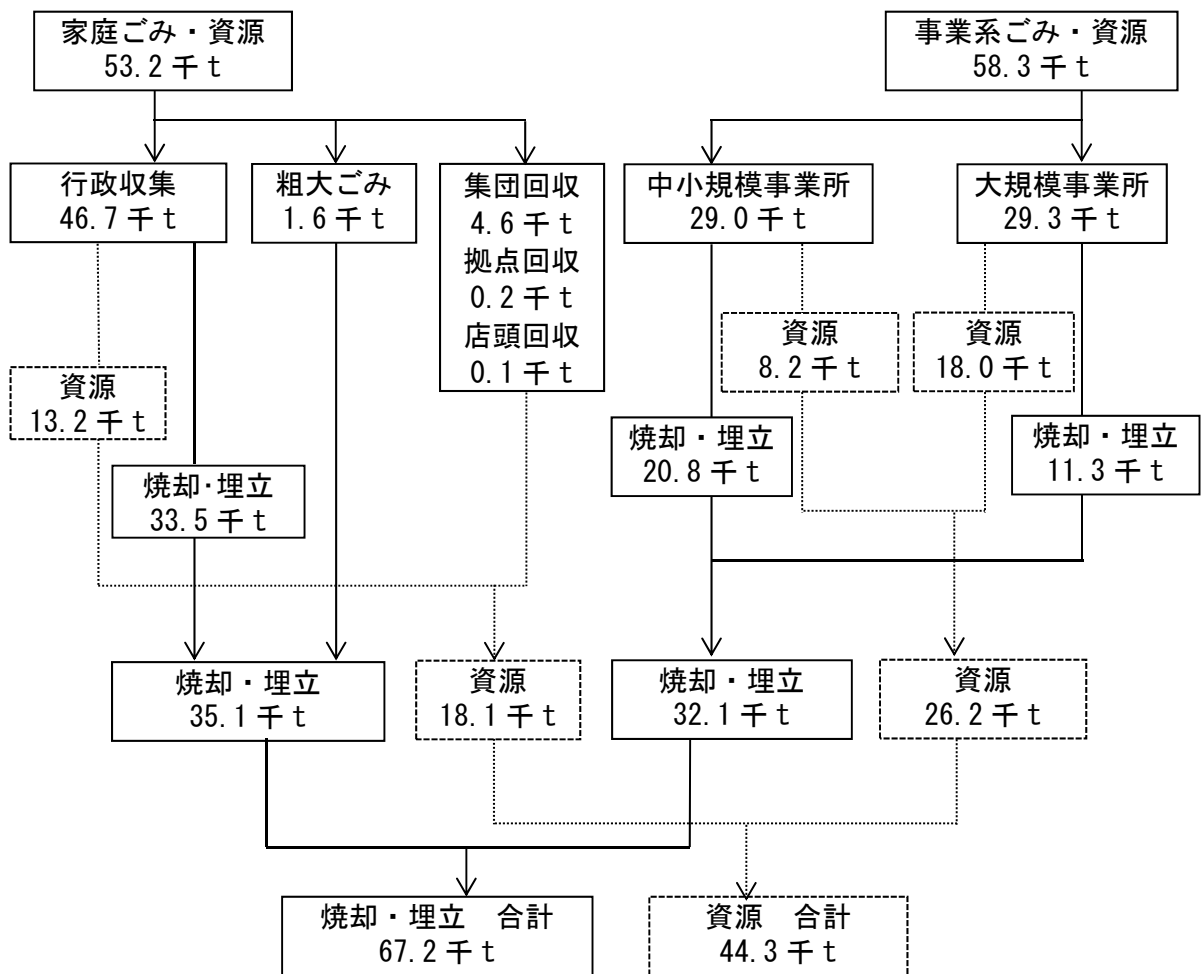 家庭ごみ・資源
53.2千t
事業系ごみ・資源
58.3千t
行政収集
46.7千t
粗大ごみ
1.6千t
集団回収
4.6千t
拠点回収
0.2千t
店頭回収
0.1千t
中小規模事業所
29.0千t
大規模事業所
29.3千t
資源
8.2千t
資源
18.0千t
資源
13.2千t
焼却・埋立
20.8千t
焼却・埋立
11.3千t
焼却・埋立
33.5千t
焼却・埋立
35.1千t
資源
18.1千t
焼却・埋立
32.1千t
資源
26.2千t
焼却・埋立　合計
67.2千t
資源　合計
44.3千t